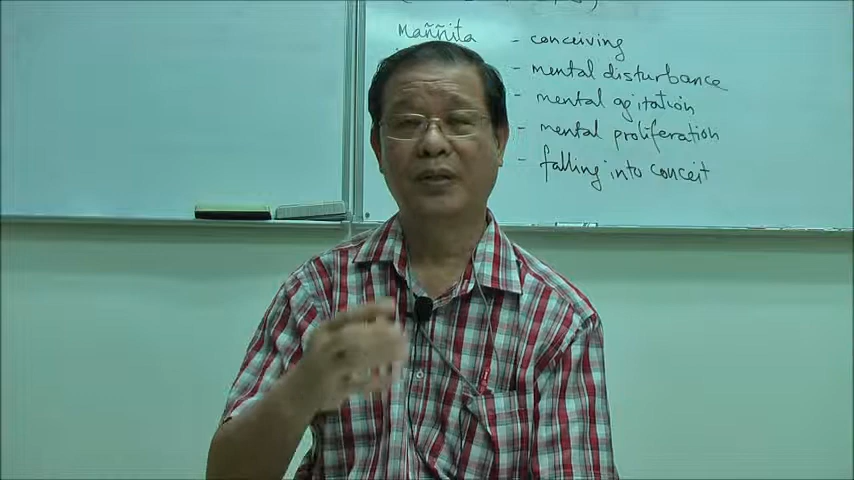 Maññita - conceiving
- mental disturbance
- mental agitation
- mental proliferation
- falling into conceit